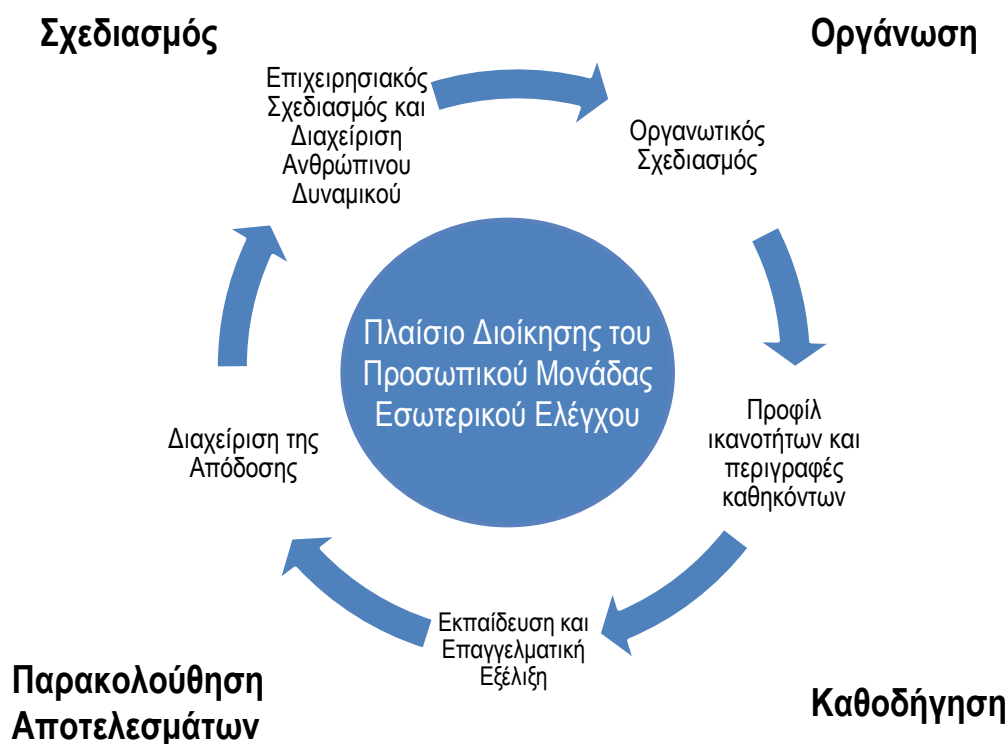 Σχεδιασμός
Οργάνωση
Επιχειρησιακός
Σχεδιασμός και
Διαχείριση
Ανθρώπινου
Δυναμικού
Οργανωτικός
Σχεδιασμός
Πλαίσιο Διοίκησης του
Προσωπικού Μονάδας
Εσωτερικού Ελέγχου
Προφίλ
ικανοτήτων και
περιγραφές
καθηκόντων
Διαχείριση της
Απόδοσης
Εκπαίδευση και
Επαγγελματική
Εξέλιξη
Παρακολούθηση
Αποτελεσμάτων
Καθοδήγηση